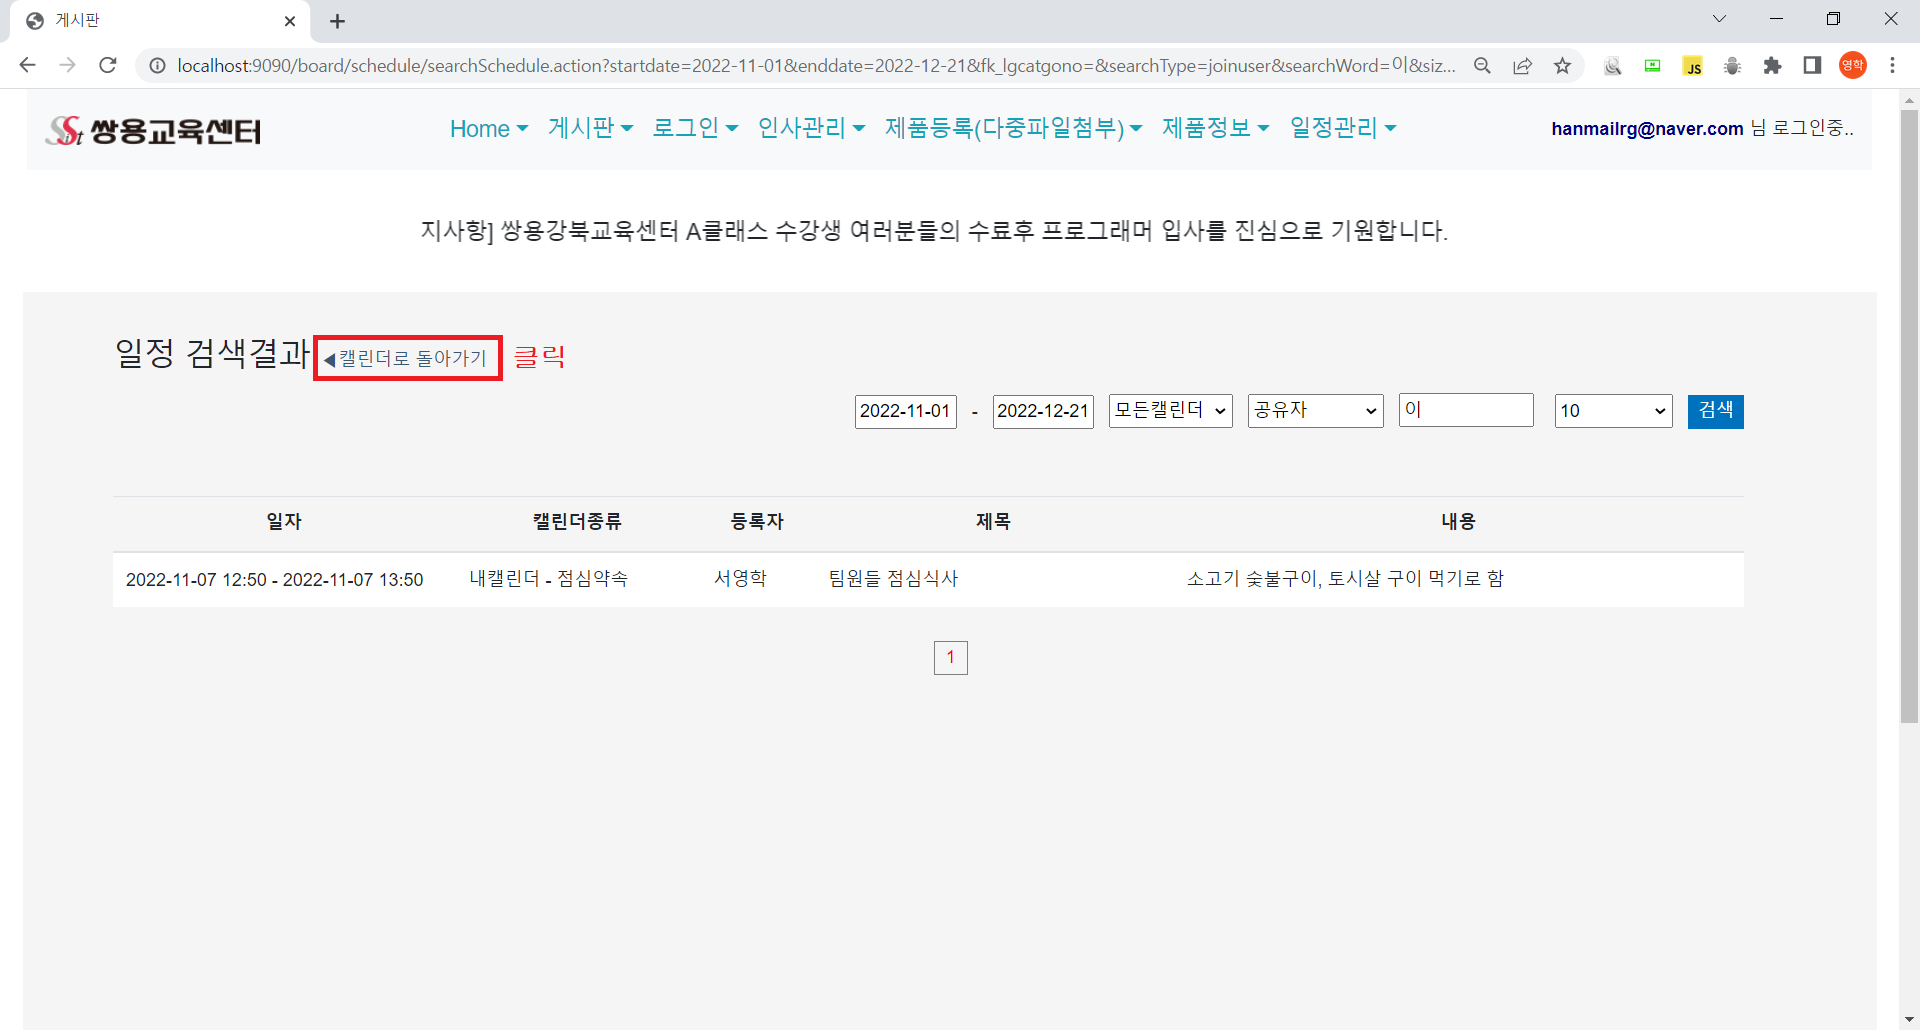 게시판
localhost:9090/board/schedule/searchSchedule.action?startdate=2022-11-01&enddate=2022-12-21&fk_lgcatgono=&searchType=joinuser&searchWord=이&siz...
JS
영학
Sist 쌍용교육센터
Home 게시판 로그인 인사관리 제품등록(다중파일첨부) 제품정보 일정관리
hanmailrg@naver.com 님 로그인중..
지사항] 쌍용강북교육센터 A클래스 수강생 여러분들의 수료후 프로그래머 입사를 진심으로 기원합니다.
일정 검색결과 ◀캘린더로 돌아가기 클릭
2022-11-01 - 2022-12-21 모든캘린더 공유자 이 10 검색
일자 캘린더종류 등록자 제목 내용
2022-11-07 12:50 - 2022-11-07 13:50 내캘린더 - 점심약속 서영학 팀원들 점심식사 소고기 숯불구이, 토시살 구이 먹기로 함
1